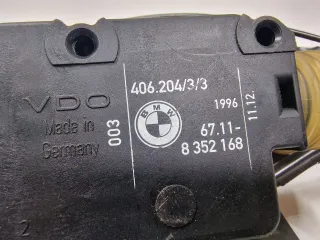 VDO
Made in
Germany
003
406.204/3/3
BMW
1996
11.12.
67.11-
8 352 168
2